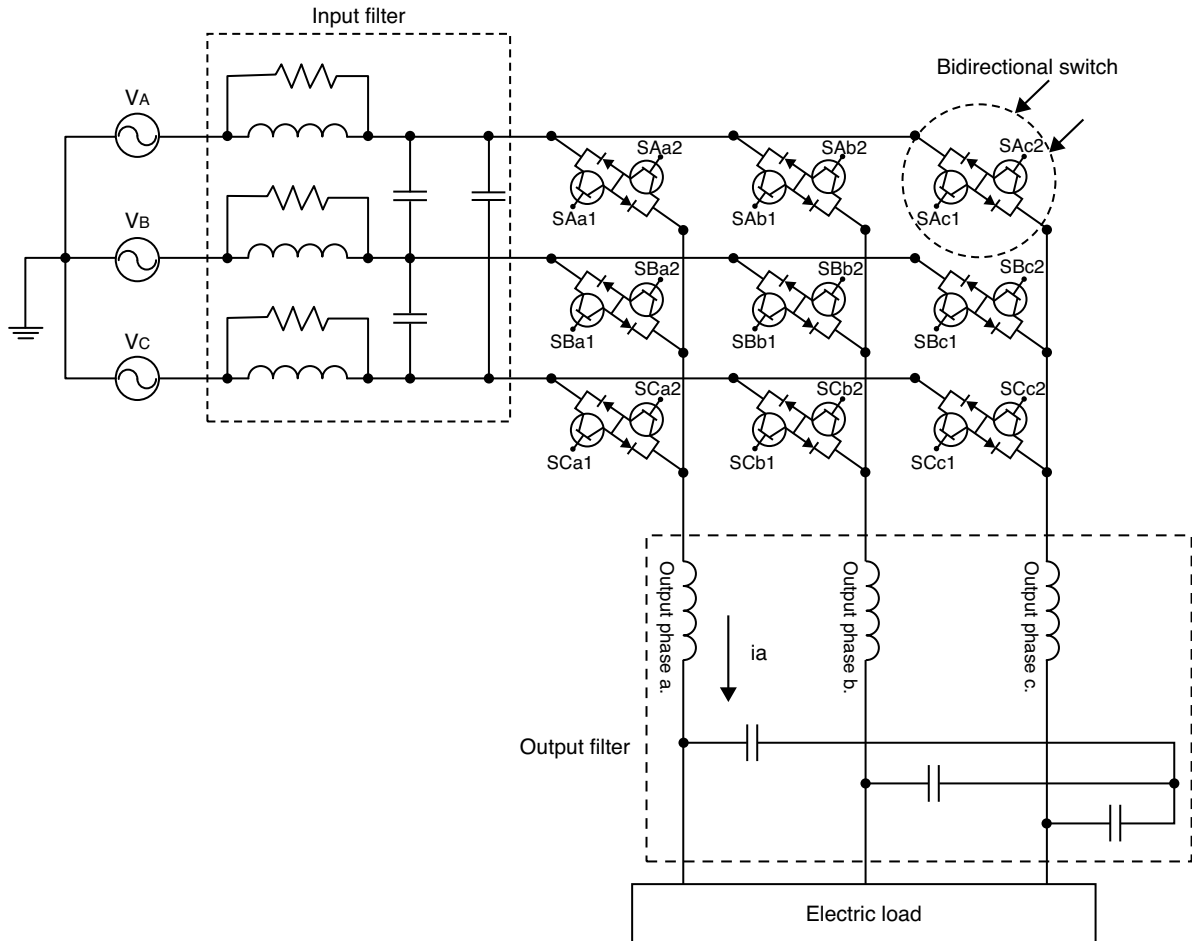 Input filter
Bidirectional switch
VA
SAa2
SAb2
SAc2
SAa1
SAb1
SAc1
VB
SBa2
SBb2
SBc2
SBa1
SBb1
SBc1
VC
SCa2
SCb2
SCc2
SCa1
SCb1
SCc1
Output phase a.
Output phase b.
Output phase c.
ia
Output filter
Electric load